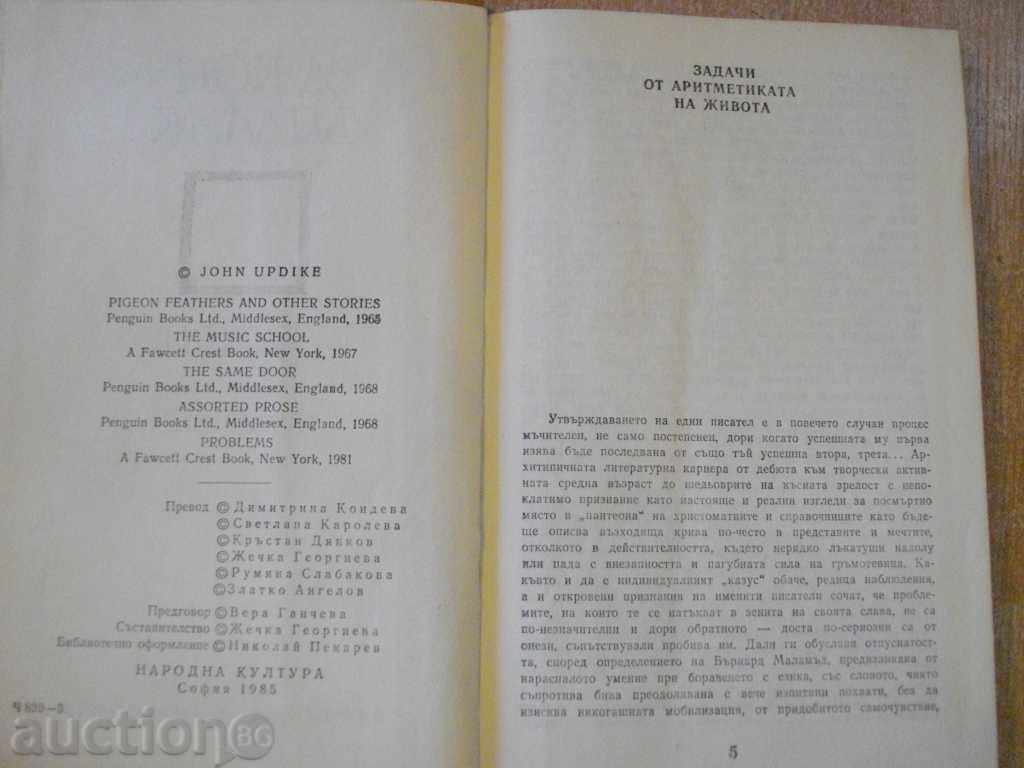 © JOHN UPDIKE
PIGEON FEATHERS AND OTHER STORIES
Penguin Books Ltd., Middlesex, England, 1965
THE MUSIC SCHOOL
A Fawcett Crest Book, New York, 1967
THE SAME DOOR
Penguin Books Ltd., Middlesex, England, 1968
ASSORTED PROSE
Penguin Books Ltd., Middlesex, England, 1968
PROBLEMS
A Fawcett Crest Book, New York, 1981
Превод © Димитрина Кондева
© Светлана Каролева
© Кръстан Дянков
© Жечка Георгиева
© Румяна Слабакова
© Златко Ангелов
Предговор © Вера Ганчева
Съставителство © Жечка Георгиева
Библиотечно оформление © Николай Пекарев
НАРОДНА КУЛТУРА
София 1985
Ч 820—3
auction BG
ЗАДАЧИ
ОТ АРИТМЕТИКАТА
НА ЖИВОТА
Утвърждаването на един писател е в повечето случаи процес
мъчителен, не само постепенен, дори когато успешната му първа
изява бъде последвана от също тъй успешна втора, трета... Ар-
хитипичната литературна кариера от дебюта към творчески актив-
ната средна възраст до шедьоврите на късната зрелост с непо-
клатимо признание като настояще и реални изгледи за посмъртно
място в „пантеона" на христоматиите и справочниците като бъде-
ще описва възходяща крива по-често в представите и мечтите,
отколкото в действителността, където нерядко лъкатуши надолу
или пада с внезапността и пагубната сила на гръмотевица. Ка-
къвто и да е индивидуалният „казус" обаче, редица наблюдения,
а и откровени признания на именити писатели сочат, че пробле-
мите, на които те се натъкват в зенита на своята слава, не са
по-незначителни и дори обратното — доста по-сериозни са от
онези, съпътствували пробива им. Дали ги обуславя отпуснатост-
та, според определението на Бърнард Маламъд, предизвикана от
нарасналото умение при боравенето с езика, със словото, чиято
съпротива бива преодолявана с вече изпитани похвати, без да
изисква някогашната мобилизация, от придобитото самочувствие,
5